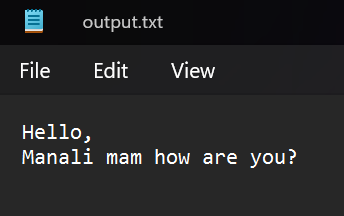 output.txt
File Edit View
Hello,
Manali mam how are you?